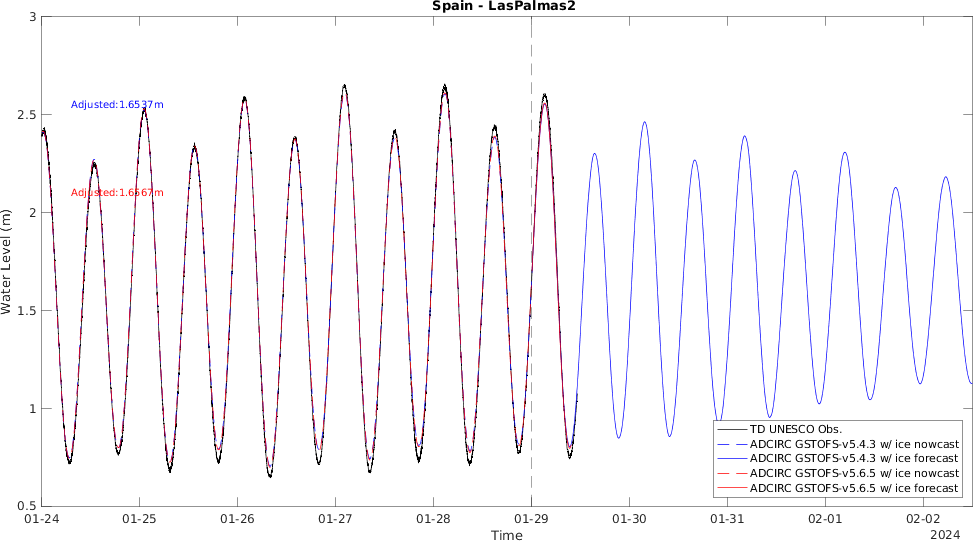 Spain - LasPalmas2
3
2.5
2
1.5
1
0.5
Water Level (m)
Adjusted:1.6537m
Adjusted:1.6567m
01-24
01-25
01-26
01-27
01-28
01-29
01-30
01-31
02-01
02-02
Time
2024
TD UNESCO Obs.
ADCIRC GSTOFS-v5.4.3 w/ ice nowcast
ADCIRC GSTOFS-v5.4.3 w/ ice forecast
ADCIRC GSTOFS-v5.6.5 w/ ice nowcast
ADCIRC GSTOFS-v5.6.5 w/ ice forecast